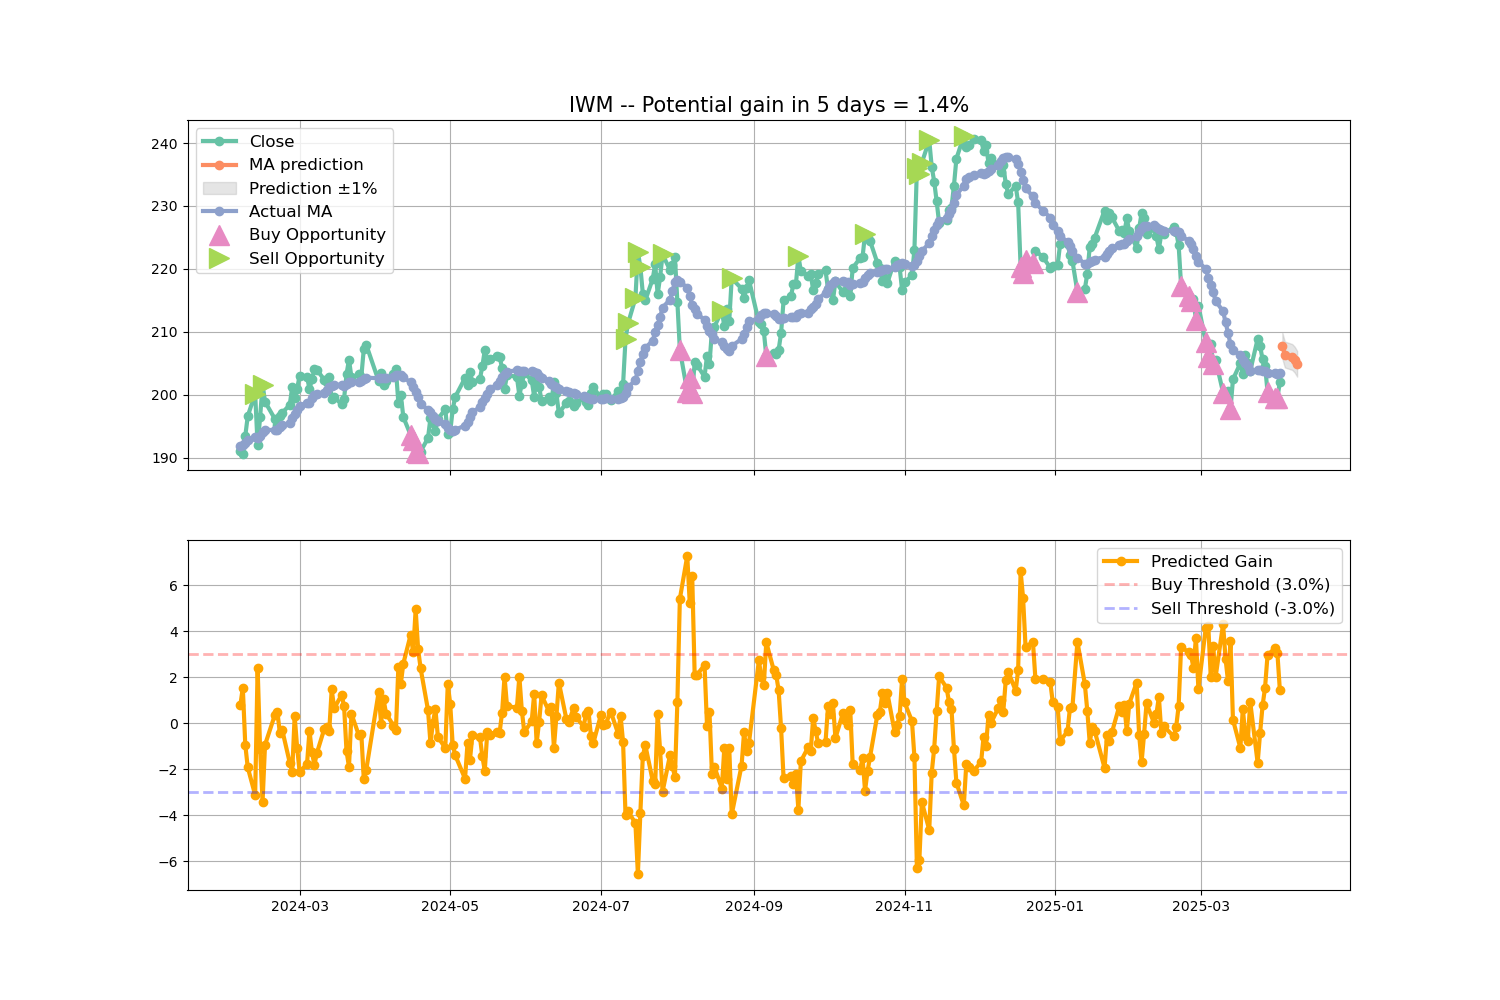 IWM -- Potential gain in 5 days = 1.4%
Close
MA prediction
Prediction ±1%
Actual MA
Buy Opportunity
Sell Opportunity
240
230
220
210
200
190
Predicted Gain
Buy Threshold (3.0%)
Sell Threshold (-3.0%)
6
4
2
0
−2
−4
−6
2024-03 2024-05 2024-07 2024-09 2024-11 2025-01 2025-03